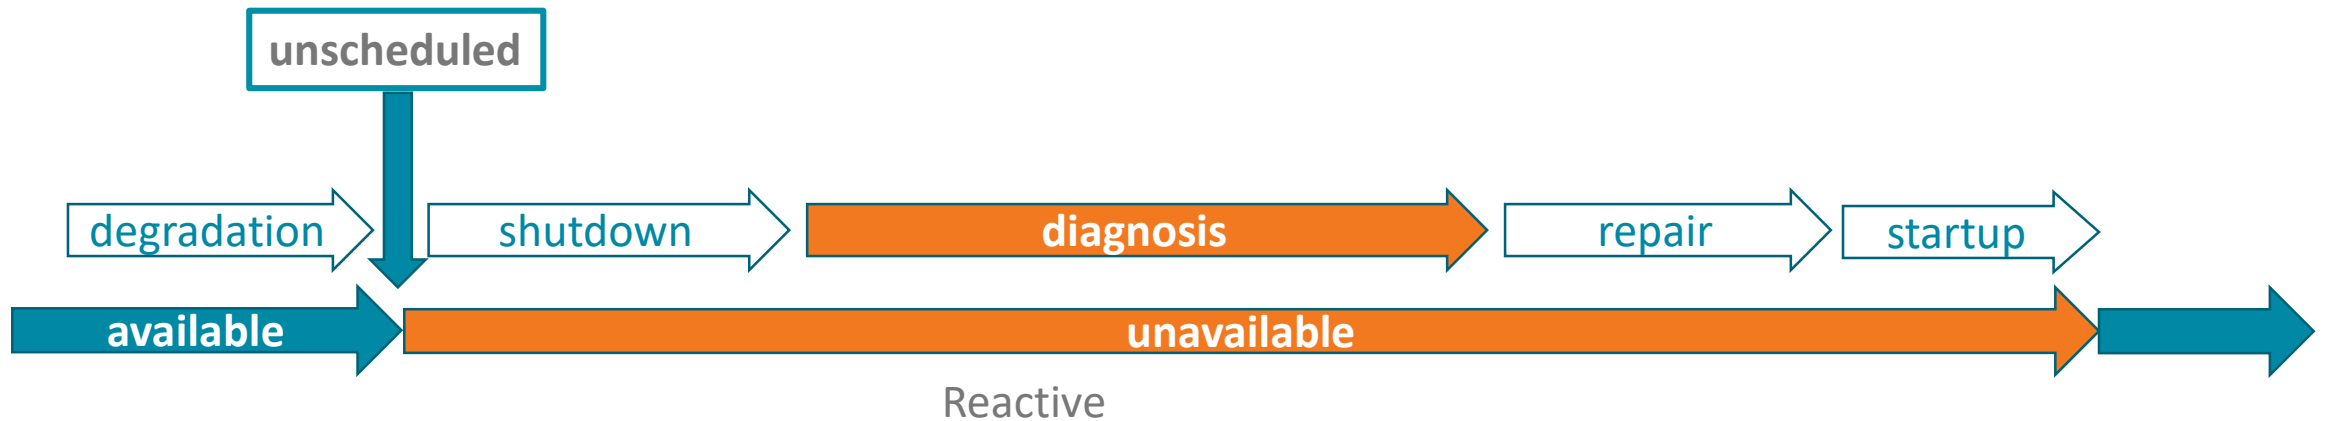 unscheduled
degradation
shutdown
diagnosis
repair
startup
available
unavailable
Reactive